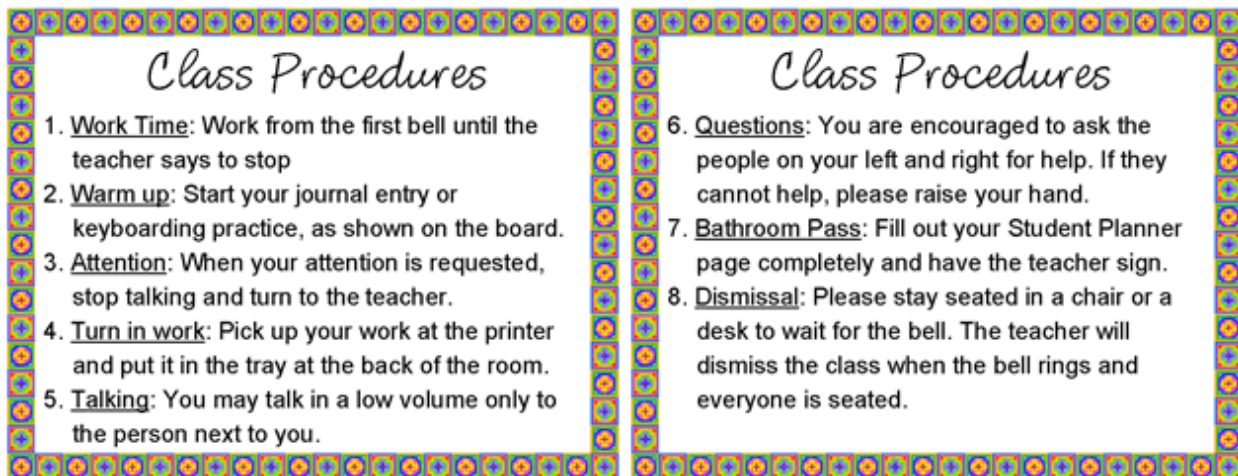 Class Procedures
1. Work Time: Work from the first bell until the
teacher says to stop
2. Warm up: Start your journal entry or
keyboarding practice, as shown on the board.
3. Attention: When your attention is requested,
stop talking and turn to the teacher.
4. Turn in work: Pick up your work at the printer
and put it in the tray at the back of the room.
5. Talking: You may talk in a low volume only to
the person next to you.
Class Procedures
6. Questions: You are encouraged to ask the
people on your left and right for help. If they
cannot help, please raise your hand.
7. Bathroom Pass: Fill out your Student Planner
page completely and have the teacher sign.
8. Dismissal: Please stay seated in a chair or a
desk to wait for the bell. The teacher will
dismiss the class when the bell rings and
everyone is seated.